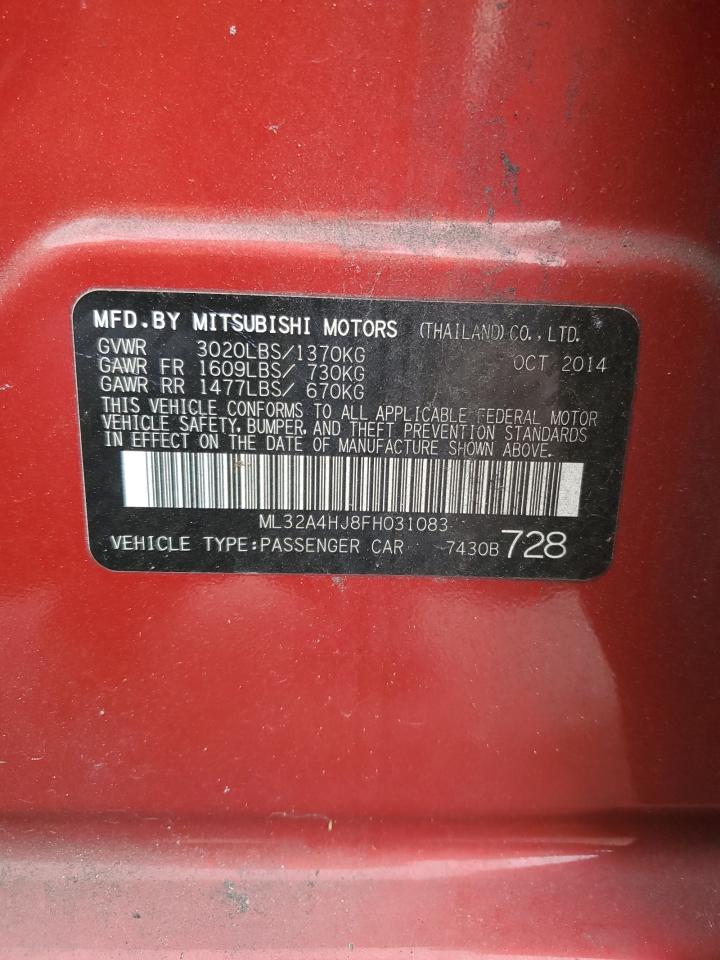 MFD.BY MITSUBISHI MOTORS (THAILAND) CO., LTD.
GVWR 3020LBS/1370KG OCT 2014
GAWR FR 1609LBS/ 730KG
GAWR RR 1477LBS/ 670KG
THIS VEHICLE CONFORMS TO ALL APPLICABLE FEDERAL MOTOR
VEHICLE SAFETY, BUMPER, AND THEFT PREVENTION STANDARDS
IN EFFECT ON THE DATE OF MANUFACTURE SHOWN ABOVE.
ML32A4HJ8FH031083
VEHICLE TYPE:PASSENGER CAR 7430B 728